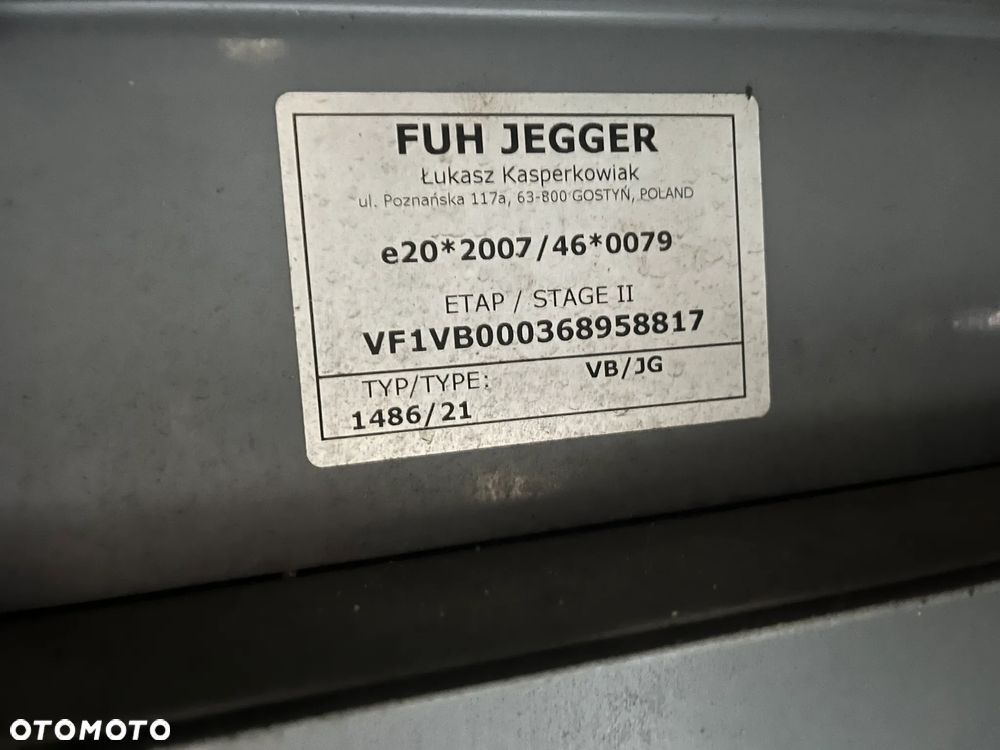 FUH JEGGER
Łukasz Kasperkowiak
ul. Poznańska 117a, 63-800 GOSTYŃ, POLAND
e20*2007/46*0079
ETAP / STAGE II
VF1VB000368958817
TYP/TYPE: VB/JG
1486/21
OTOMOTO